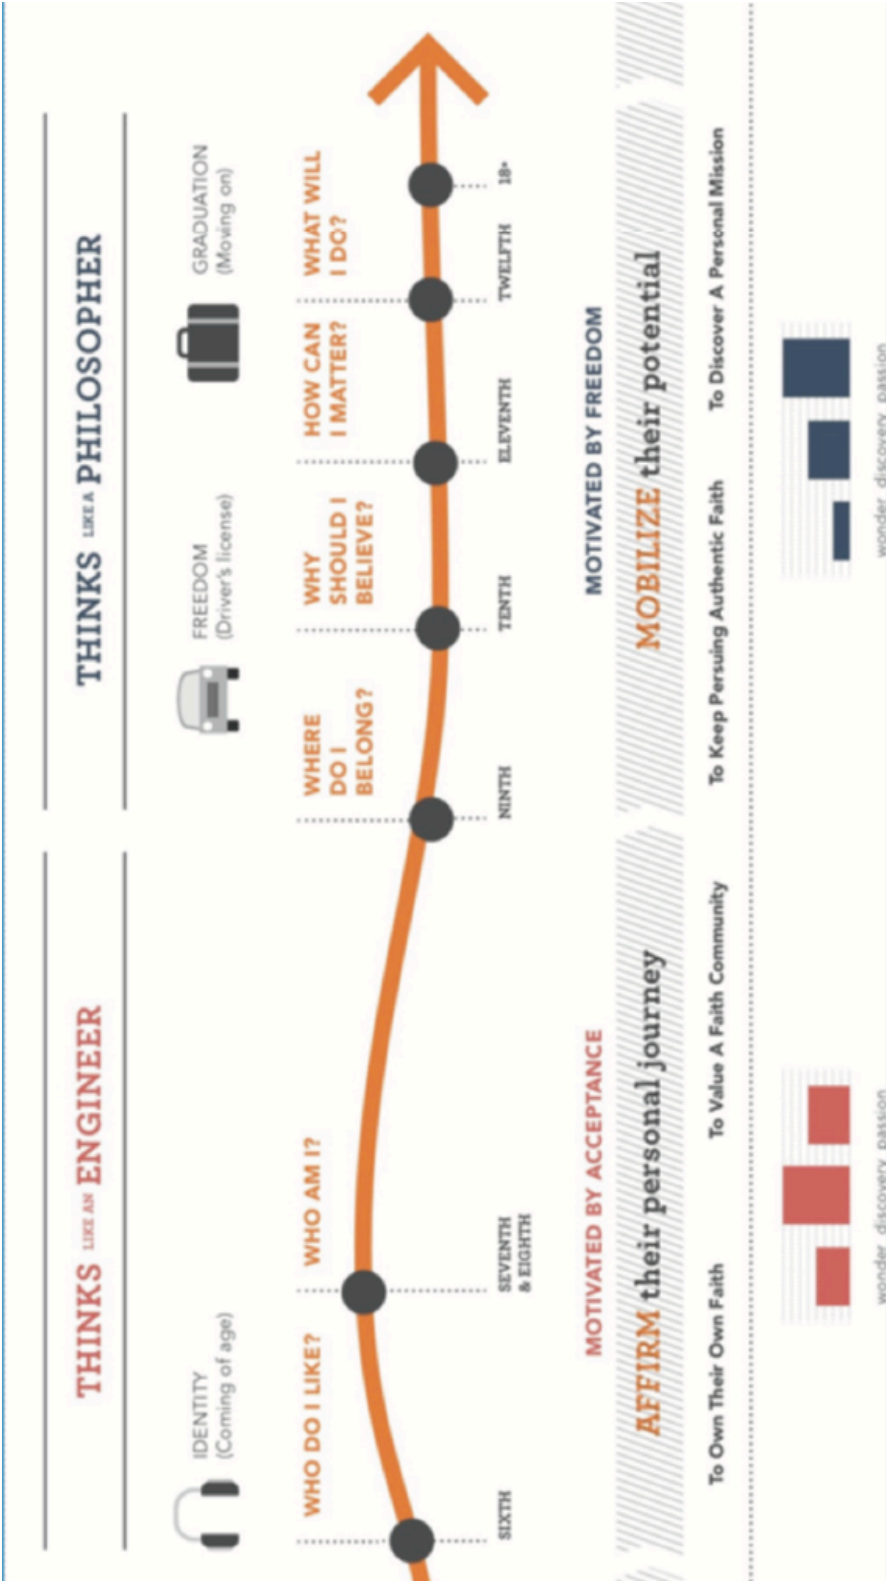 THINKS LIKE AN ENGINEER
IDENTITY
(Coming of age)
WHO DO I LIKE?
WHO AM I?
SIXTH
SEVENTH
& EIGHTH
MOTIVATED BY ACCEPTANCE
AFFIRM their personal journey
To Own Their Own Faith
To Value A Faith Community
wonder discovery passion
THINKS LIKE A PHILOSOPHER
FREEDOM
(Driver's license)
GRADUATION
(Moving on)
WHERE
DO I
BELONG?
WHY
SHOULD I
BELIEVE?
HOW CAN
I MATTER?
WHAT WILL
I DO?
NINTH
TENTH
ELEVENTH
TWELFTH
18+
MOTIVATED BY FREEDOM
MOBILIZE their potential
To Keep Persuing Authentic Faith
To Discover A Personal Mission
wonder discovery passion